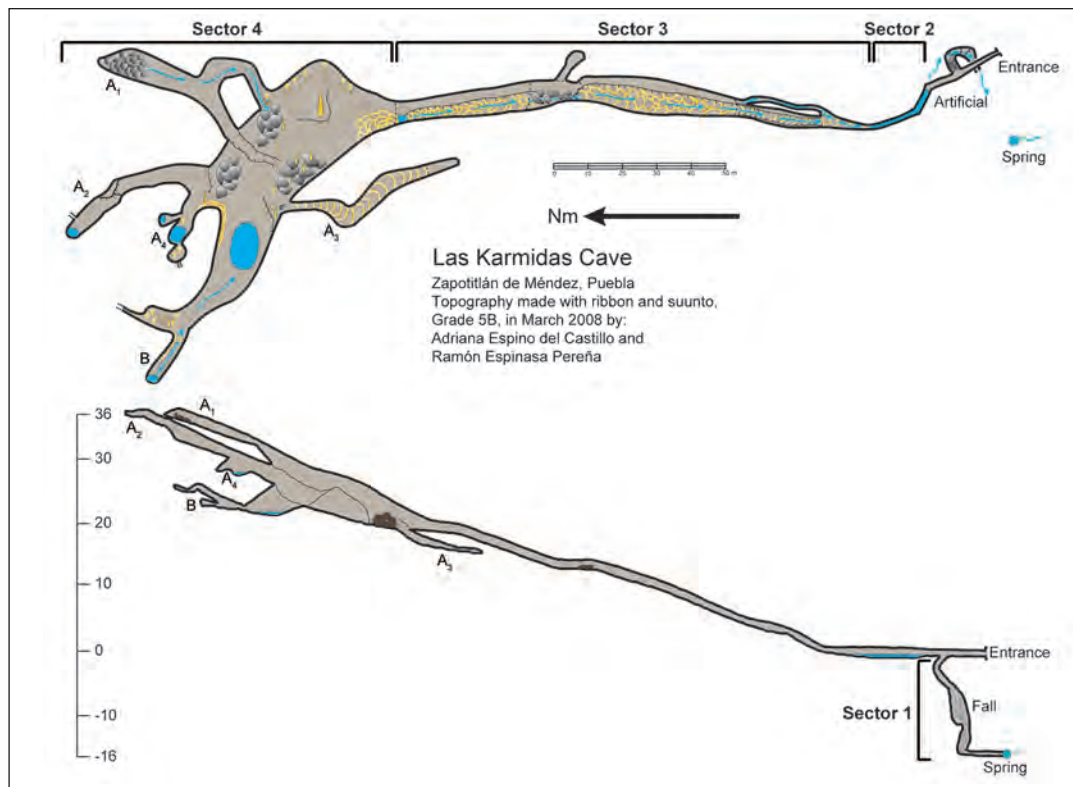 Sector 4
Sector 3
Sector 2
A1
Entrance
Artificial
Spring
A2
A4
A3
B
Nm
Las Karmidas Cave
Zapotitlán de Méndez, Puebla
Topography made with ribbon and suunto,
Grade 5B, in March 2008 by:
Adriana Espino del Castillo and
Ramón Espinasa Pereña
36
30
20
10
0
-10
-16
A1
A2
A4
B
A3
Entrance
Sector 1
Fall
Spring